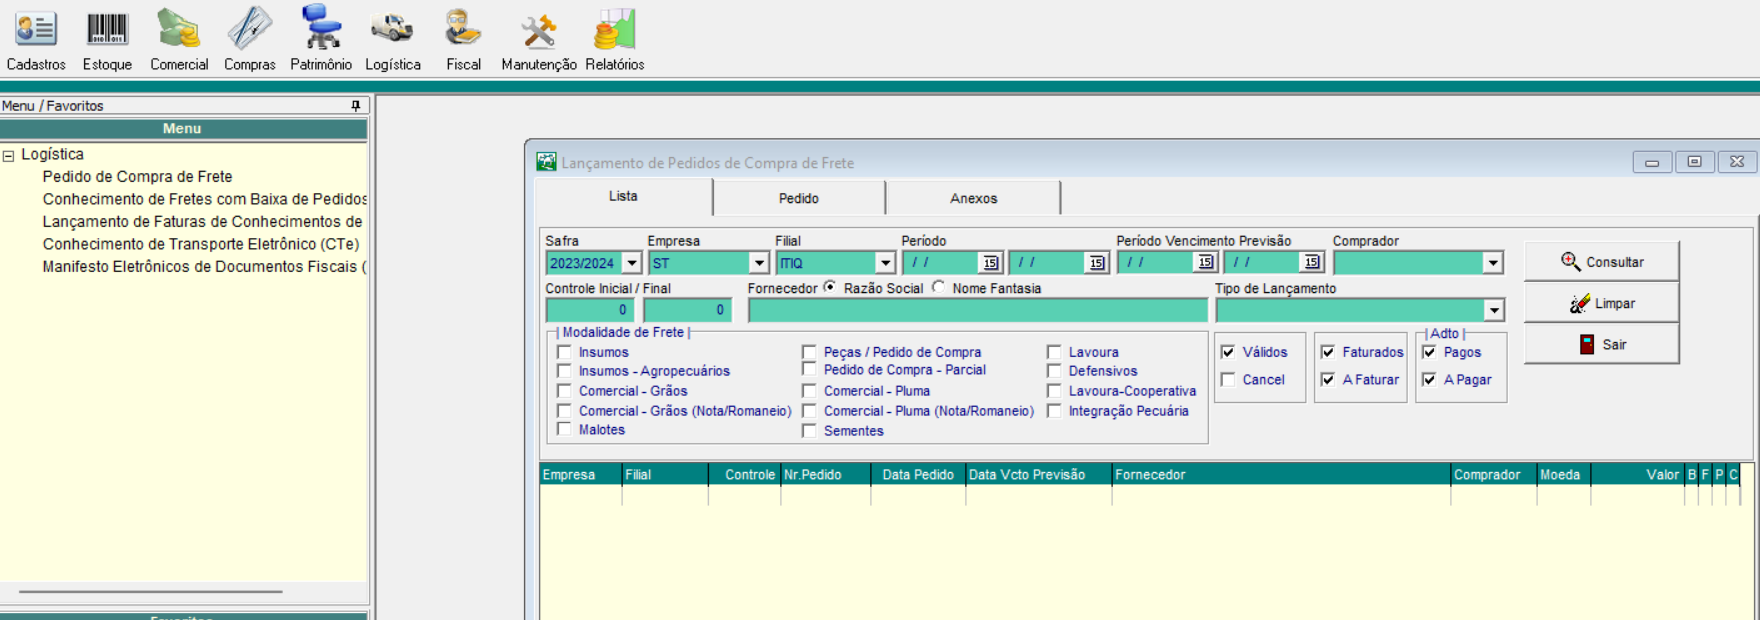 Cadastros Estoque Comercial Compras Patrimônio Logística Fiscal Manutenção Relatórios
Menu / Favoritos
Menu
Logística
Pedido de Compra de Frete
Conhecimento de Fretes com Baixa de Pedidos
Lançamento de Faturas de Conhecimentos de
Conhecimento de Transporte Eletrônico (CTe)
Manifesto Eletrônicos de Documentos Fiscais (
Lançamento de Pedidos de Compra de Frete
Lista Pedido Anexos
Safra Empresa Filial Período Período Vencimento Previsão Comprador
2023/2024 ST ITIQ / / 15 / / 15 / / 15 / / 15
Consultar
Controle Inicial / Final Fornecedor Razão Social Nome Fantasia Tipo de Lançamento
0 0
Limpar
Sair
Modalidade de Frete
Insumos Peças / Pedido de Compra Lavoura
Insumos - Agropecuários Pedido de Compra - Parcial Defensivos
Comercial - Grãos Comercial - Pluma Lavoura-Cooperativa
Comercial - Grãos (Nota/Romaneio) Comercial - Pluma (Nota/Romaneio) Integração Pecuária
Malotes Sementes
Adto
Válidos Faturados Pagos
Cancel A Faturar A Pagar
Empresa Filial Controle Nr.Pedido Data Pedido Data Vcto Previsão Fornecedor Comprador Moeda Valor B F P C